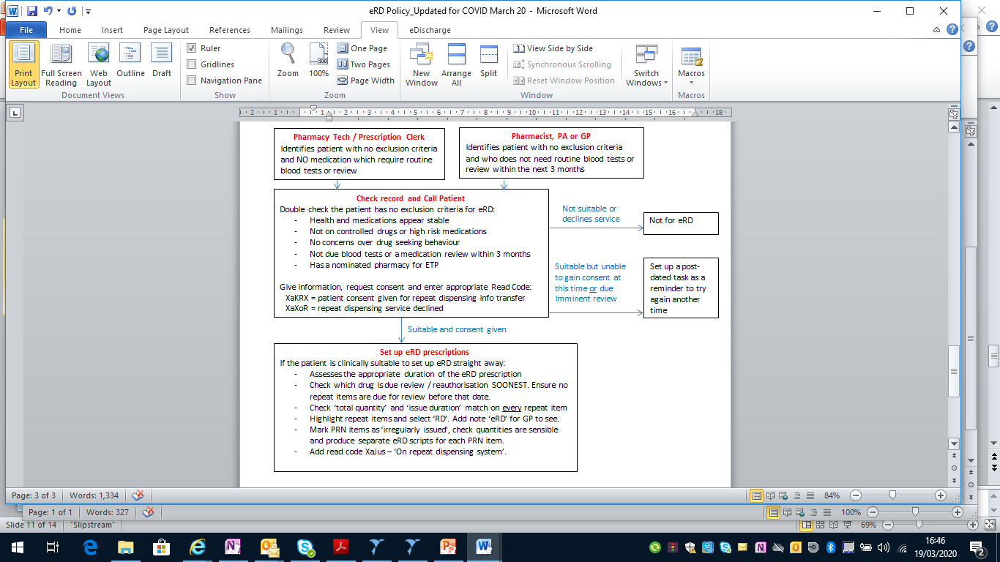 eRD Policy_Updated for COVID March 20 - Microsoft Word
File Home Insert Page Layout References Mailings Review View eDischarge
Print Layout
Full Screen Reading
Web Layout
Outline
Draft
Document Views
Ruler
Gridlines
Navigation Pane
Show
Zoom
100
100%
One Page
Two Pages
Page Width
Zoom
New Window
Arrange All
Split
View Side by Side
Synchronous Scrolling
Reset Window Position
Switch Windows
Window
Macros
Macros
2 1 1 2 3 4 5 6 7 8 9 10 11 12 13 14 15 16 18
Pharmacy Tech / Prescription Clerk
Identifies patient with no exclusion criteria
and NO medication which require routine
blood tests or review
Pharmacist, PA or GP
Identifies patient with no exclusion criteria
and who does not need routine blood tests or
review within the next 3 months
Check record and Call Patient
Double check the patient has no exclusion criteria for eRD:
- Health and medications appear stable
- Not on controlled drugs or high risk medications
- No concerns over drug seeking behaviour
- Not due blood tests or a medication review within 3 months
- Has a nominated pharmacy for ETP
Give information, request consent and enter appropriate Read Code:
XaKRX = patient consent given for repeat dispensing info transfer
XaXoR = repeat dispensing service declined
Not suitable or
declines service
Not for eRD
Suitable but unable
to gain consent at
this time or due
Imminent review
Set up a post-
dated task as a
reminder to try
again another
time
Suitable and consent given
Set up eRD prescriptions
If the patient is clinically suitable to set up eRD straight away:
- Assesses the appropriate duration of the eRD prescription
- Check which drug is due review / reauthorisation SOONEST. Ensure no
repeat items are due for review before that date.
- Check ‘total quantity’ and ‘issue duration’ match on every repeat item
- Highlight repeat items and select ‘RD’. Add note ‘eRD’ for GP to see.
- Mark PRN items as ‘irregularly issued’, check quantities are sensible
and produce separate eRD scripts for each PRN item.
- Add read code XaJus – ‘On repeat dispensing system’.
Page: 3 of 3 Words: 1,334 84%
Page: 1 of 1 Words: 327 100%
Slide 11 of 14 "Slipstream" 69%
16:46
19/03/2020
2